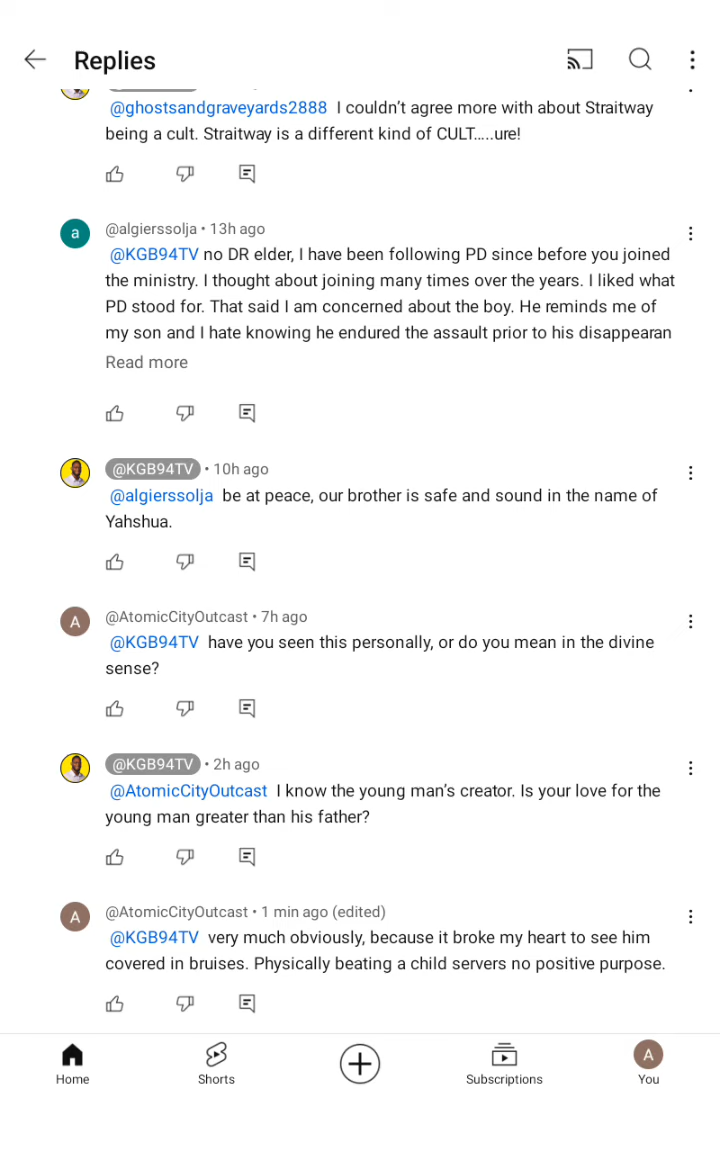 Replies
@ghostsandgraveyards2888 I couldn't agree more with about Straitway
being a cult. Straitway is a different kind of CULT.....ure!
a
@algierssolja • 13h ago
@KGB94TV no DR elder, I have been following PD since before you joined
the ministry. I thought about joining many times over the years. I liked what
PD stood for. That said I am concerned about the boy. He reminds me of
my son and I hate knowing he endured the assault prior to his disappearan
Read more
@KGB94TV • 10h ago
@algierssolja be at peace, our brother is safe and sound in the name of
Yahshua.
A
@AtomicCityOutcast • 7h ago
@KGB94TV have you seen this personally, or do you mean in the divine
sense?
@KGB94TV • 2h ago
@AtomicCityOutcast I know the young man's creator. Is your love for the
young man greater than his father?
A
@AtomicCityOutcast • 1 min ago (edited)
@KGB94TV very much obviously, because it broke my heart to see him
covered in bruises. Physically beating a child servers no positive purpose.
A
Home Shorts Subscriptions You